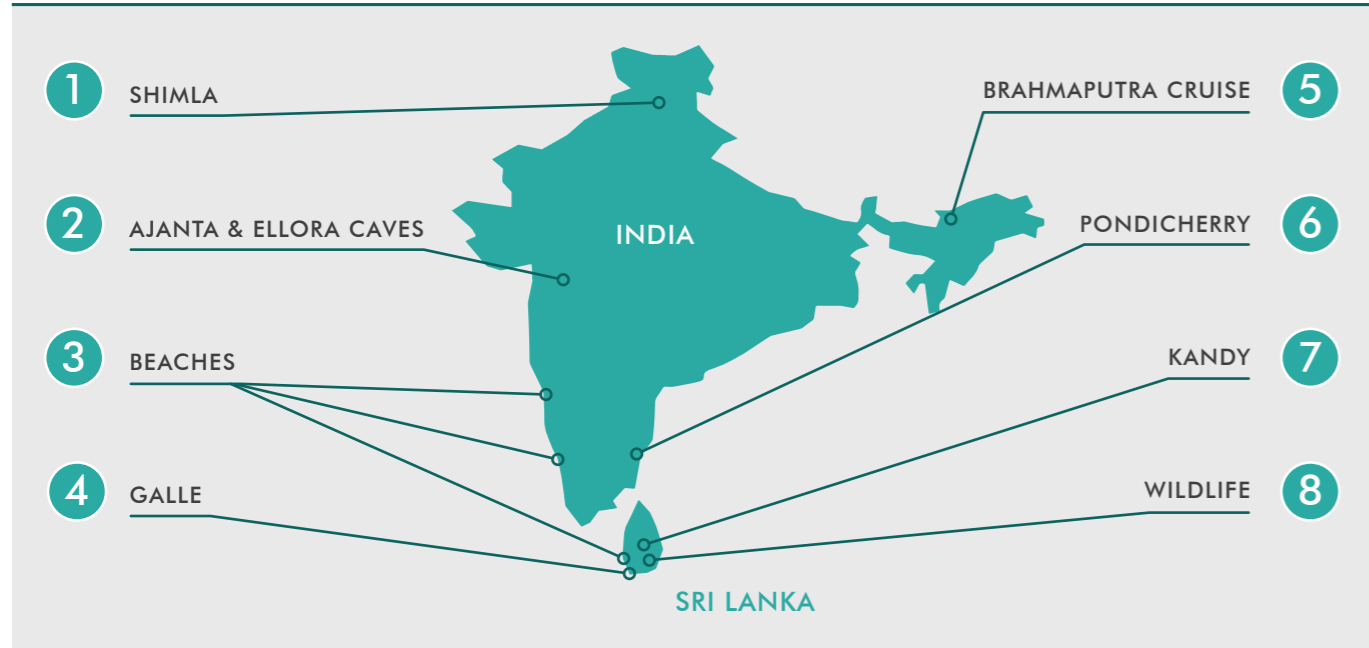 1 SHIMLA
2 AJANTA & ELLORA CAVES
3 BEACHES
4 GALLE
INDIA
SRI LANKA
BRAHMAPUTRA CRUISE 5
PONDICHERRY 6
KANDY 7
WILDLIFE 8